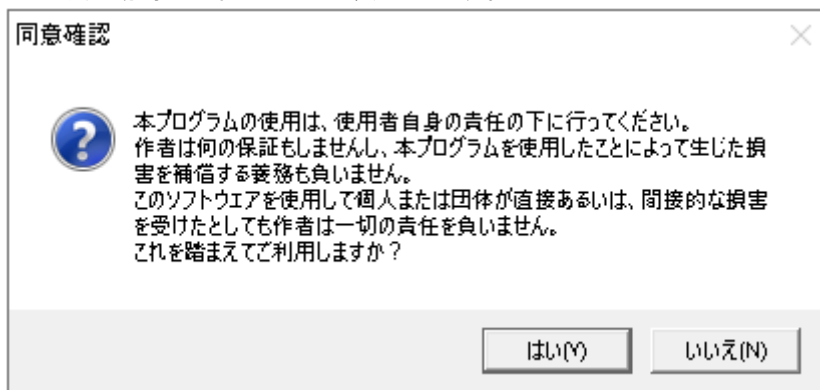 同意確認
本プログラムの使用は、使用者自身の責任の下に行ってください。
作者は何の保証もしませんし、本プログラムを使用したことによって生じた損
害を補償する義務も負いません。
このソフトウエアを使用して個人または団体が直接あるいは、間接的な損害
を受けたとしても作者は一切の責任を負いません。
これを踏まえてご利用しますか？
はい(Y)
いいえ(N)